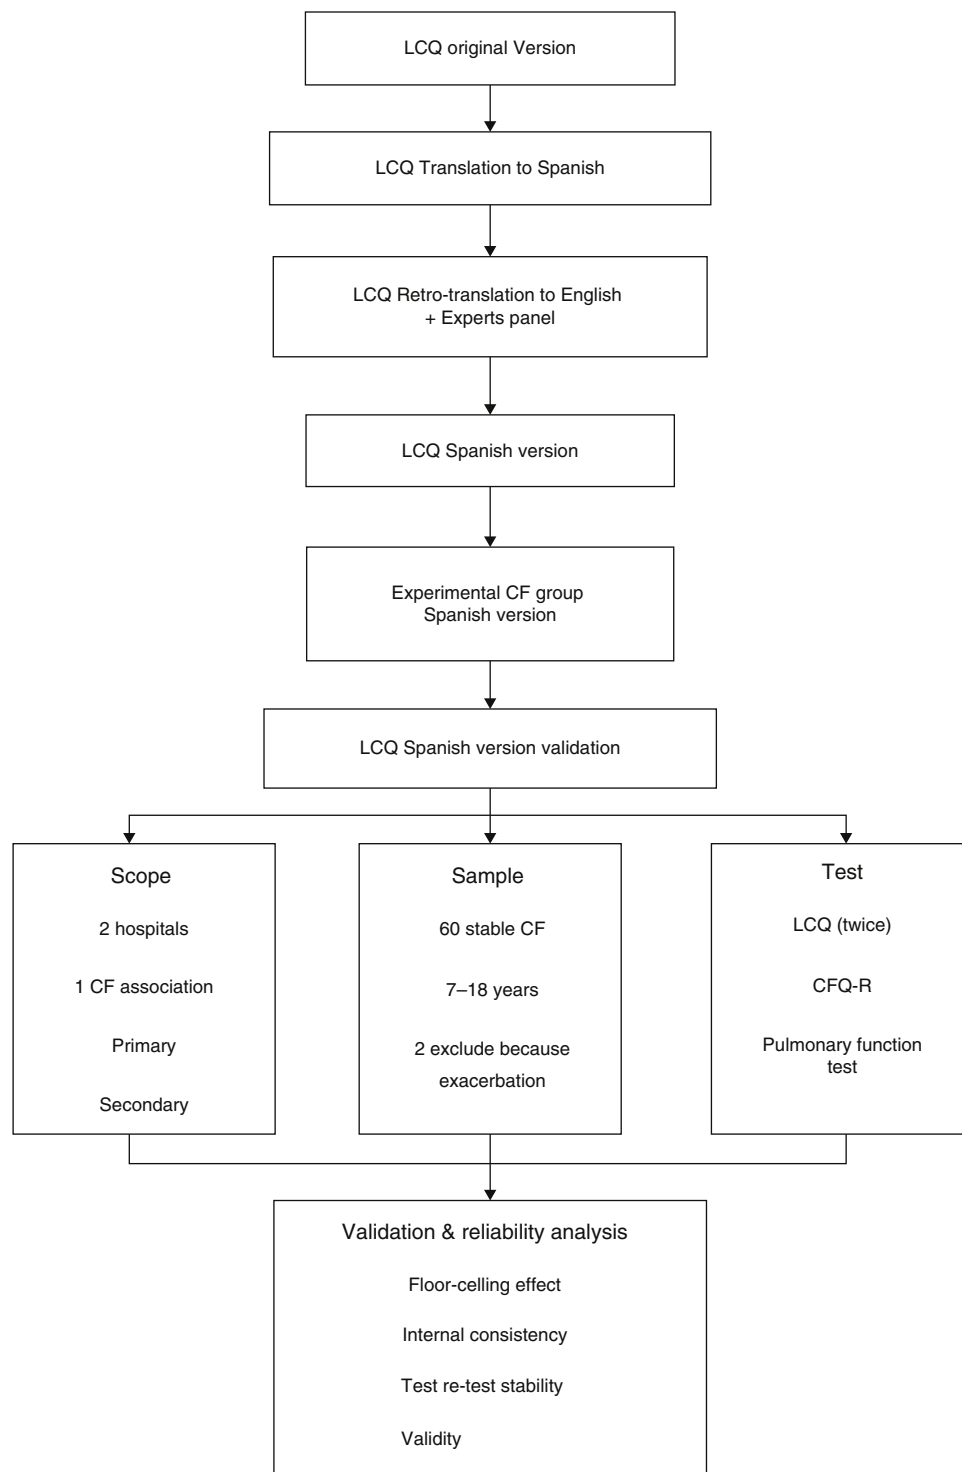 LCQ original Version
LCQ Translation to Spanish
LCQ Retro-translation to English
+ Experts panel
LCQ Spanish version
Experimental CF group
Spanish version
LCQ Spanish version validation
Scope
2 hospitals
1 CF association
Primary
Secondary
Sample
60 stable CF
7–18 years
2 exclude because
exacerbation
Test
LCQ (twice)
CFQ-R
Pulmonary function
test
Validation & reliability analysis
Floor-celling effect
Internal consistency
Test re-test stability
Validity